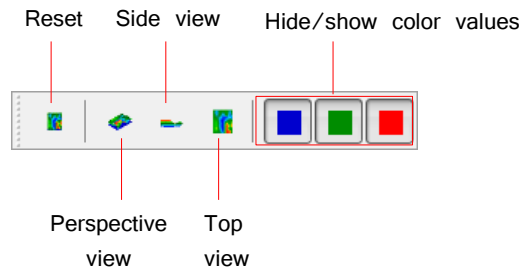 Reset
Side view
Hide/show color values
Perspective
view
Top
view